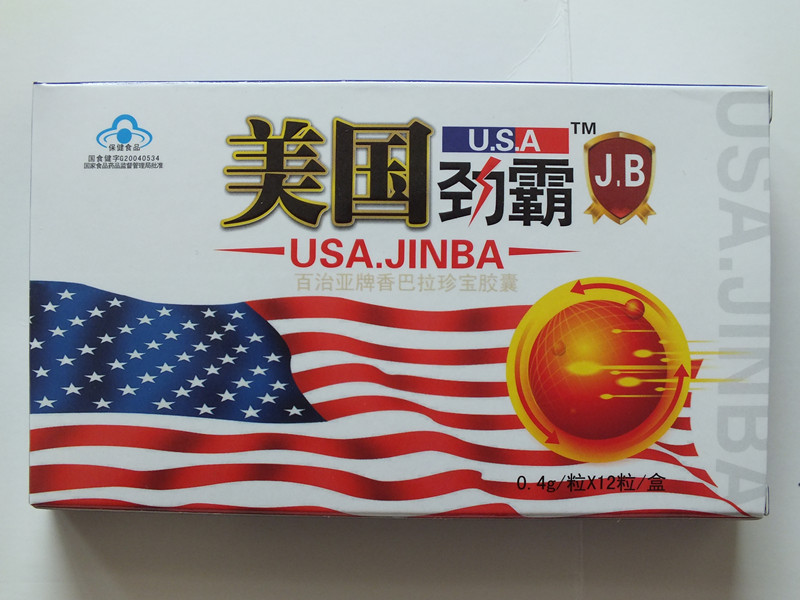 保健食品
国食健字G20040534
国家食品药品监督管理局批准
美国
U.S.A
TM
劲霸
J.B
USA.JINBA
百治亚牌香巴拉珍宝胶囊
USA.JINBA
0.4g/粒X12粒/盒